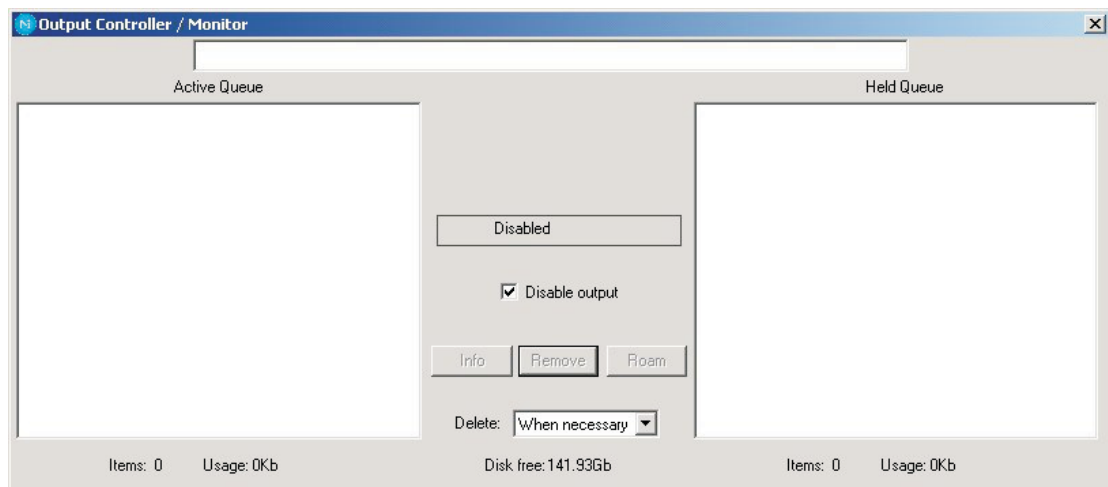 Output Controller / Monitor
Active Queue
Held Queue
Disabled
Disable output
Info Remove Roam
Delete: When necessary
Items: 0 Usage: 0Kb Disk free: 141.93Gb Items: 0 Usage: 0Kb